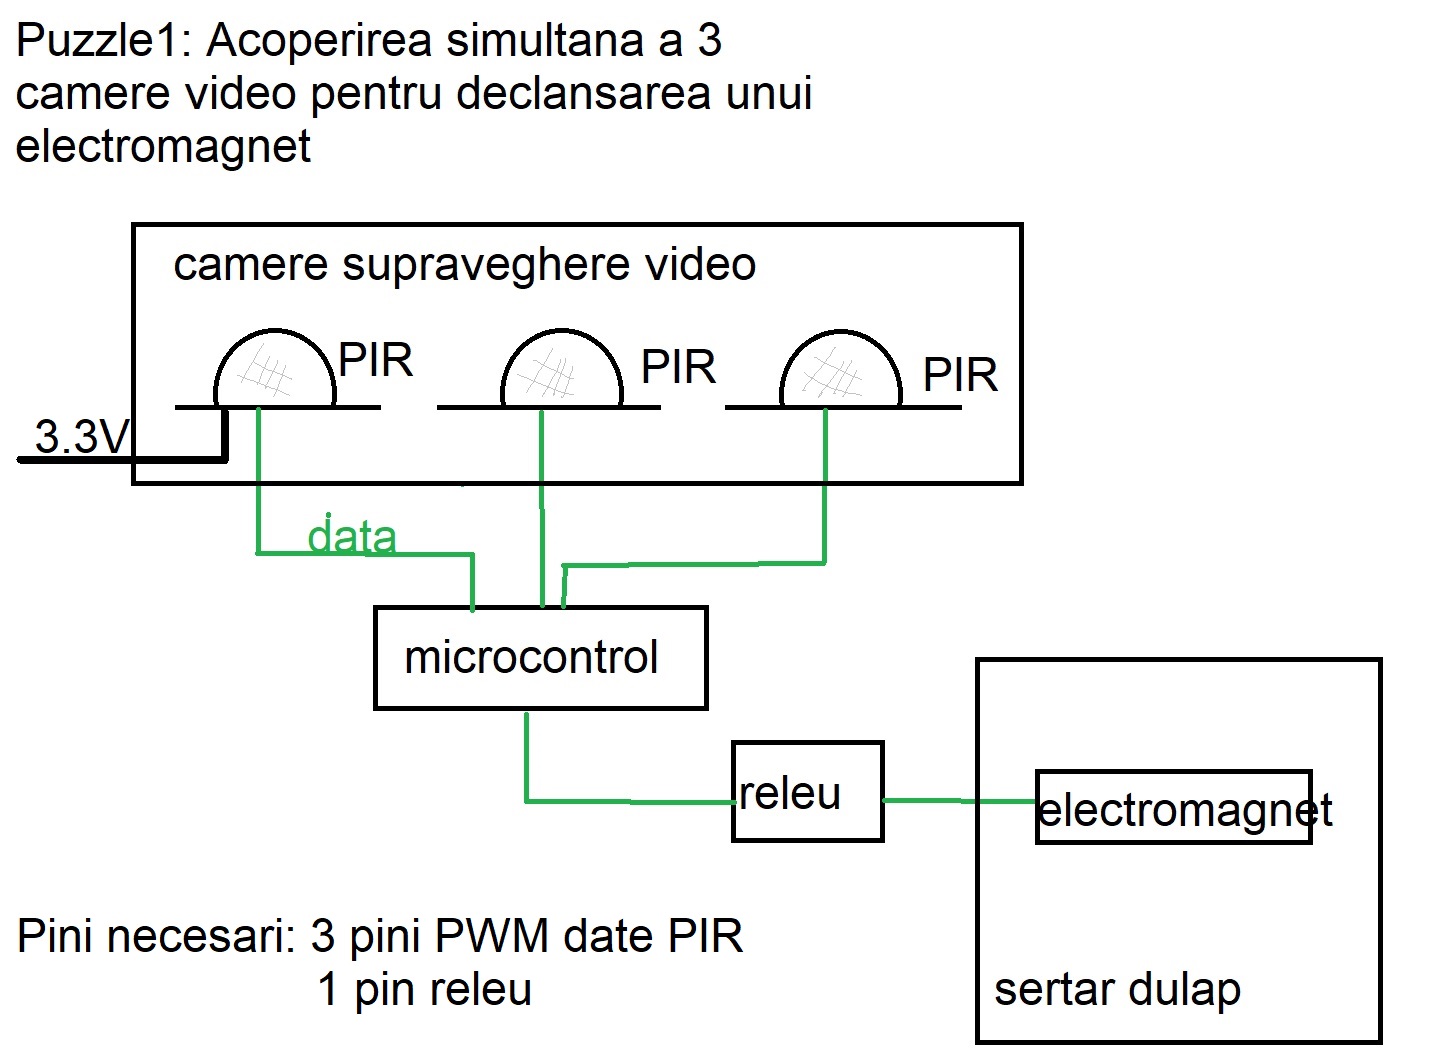 Puzzle1: Acoperirea simultana a 3
camere video pentru declansarea unui
electromagnet
camere supraveghere video
PIR
PIR
PIR
3.3V
data
microcontrol
releu
electromagnet
Pini necesari: 3 pini PWM date PIR
1 pin releu
sertar dulap